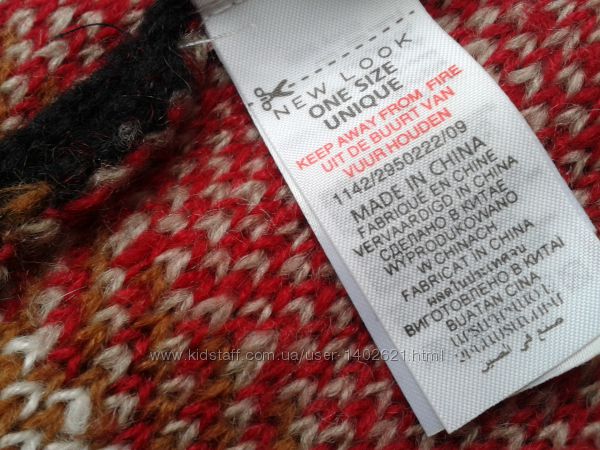 NEW LOOK
ONE SIZE
UNIQUE
KEEP AWAY FROM FIRE
UIT DE BUURT VAN
VUUR HOUDEN
1142/2950222/09
MADE IN CHINA
FABRIQUE EN CHINE
VERVAARDIGD IN CHINA
СДЕЛАНО В КИТАЕ
WYPRODUKOWANO
W CHINACH
FABRICAT IN CHINA
ВИГОТОВЛЕНО В КИТАЇ
BUATAN CINA
صنع في
www.kidstaff.com.ua/user-1402621.html